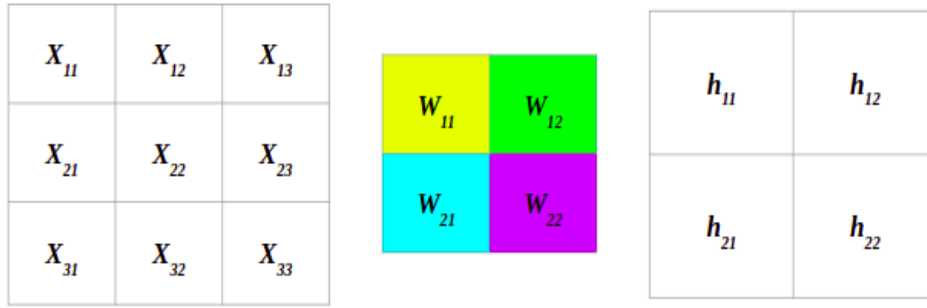 X₁₁ X₁₂ X₁₃
X₂₁ X₂₂ X₂₃
X₃₁ X₃₂ X₃₃
W₁₁ W₁₂
W₂₁ W₂₂
h₁₁ h₁₂
h₂₁ h₂₂